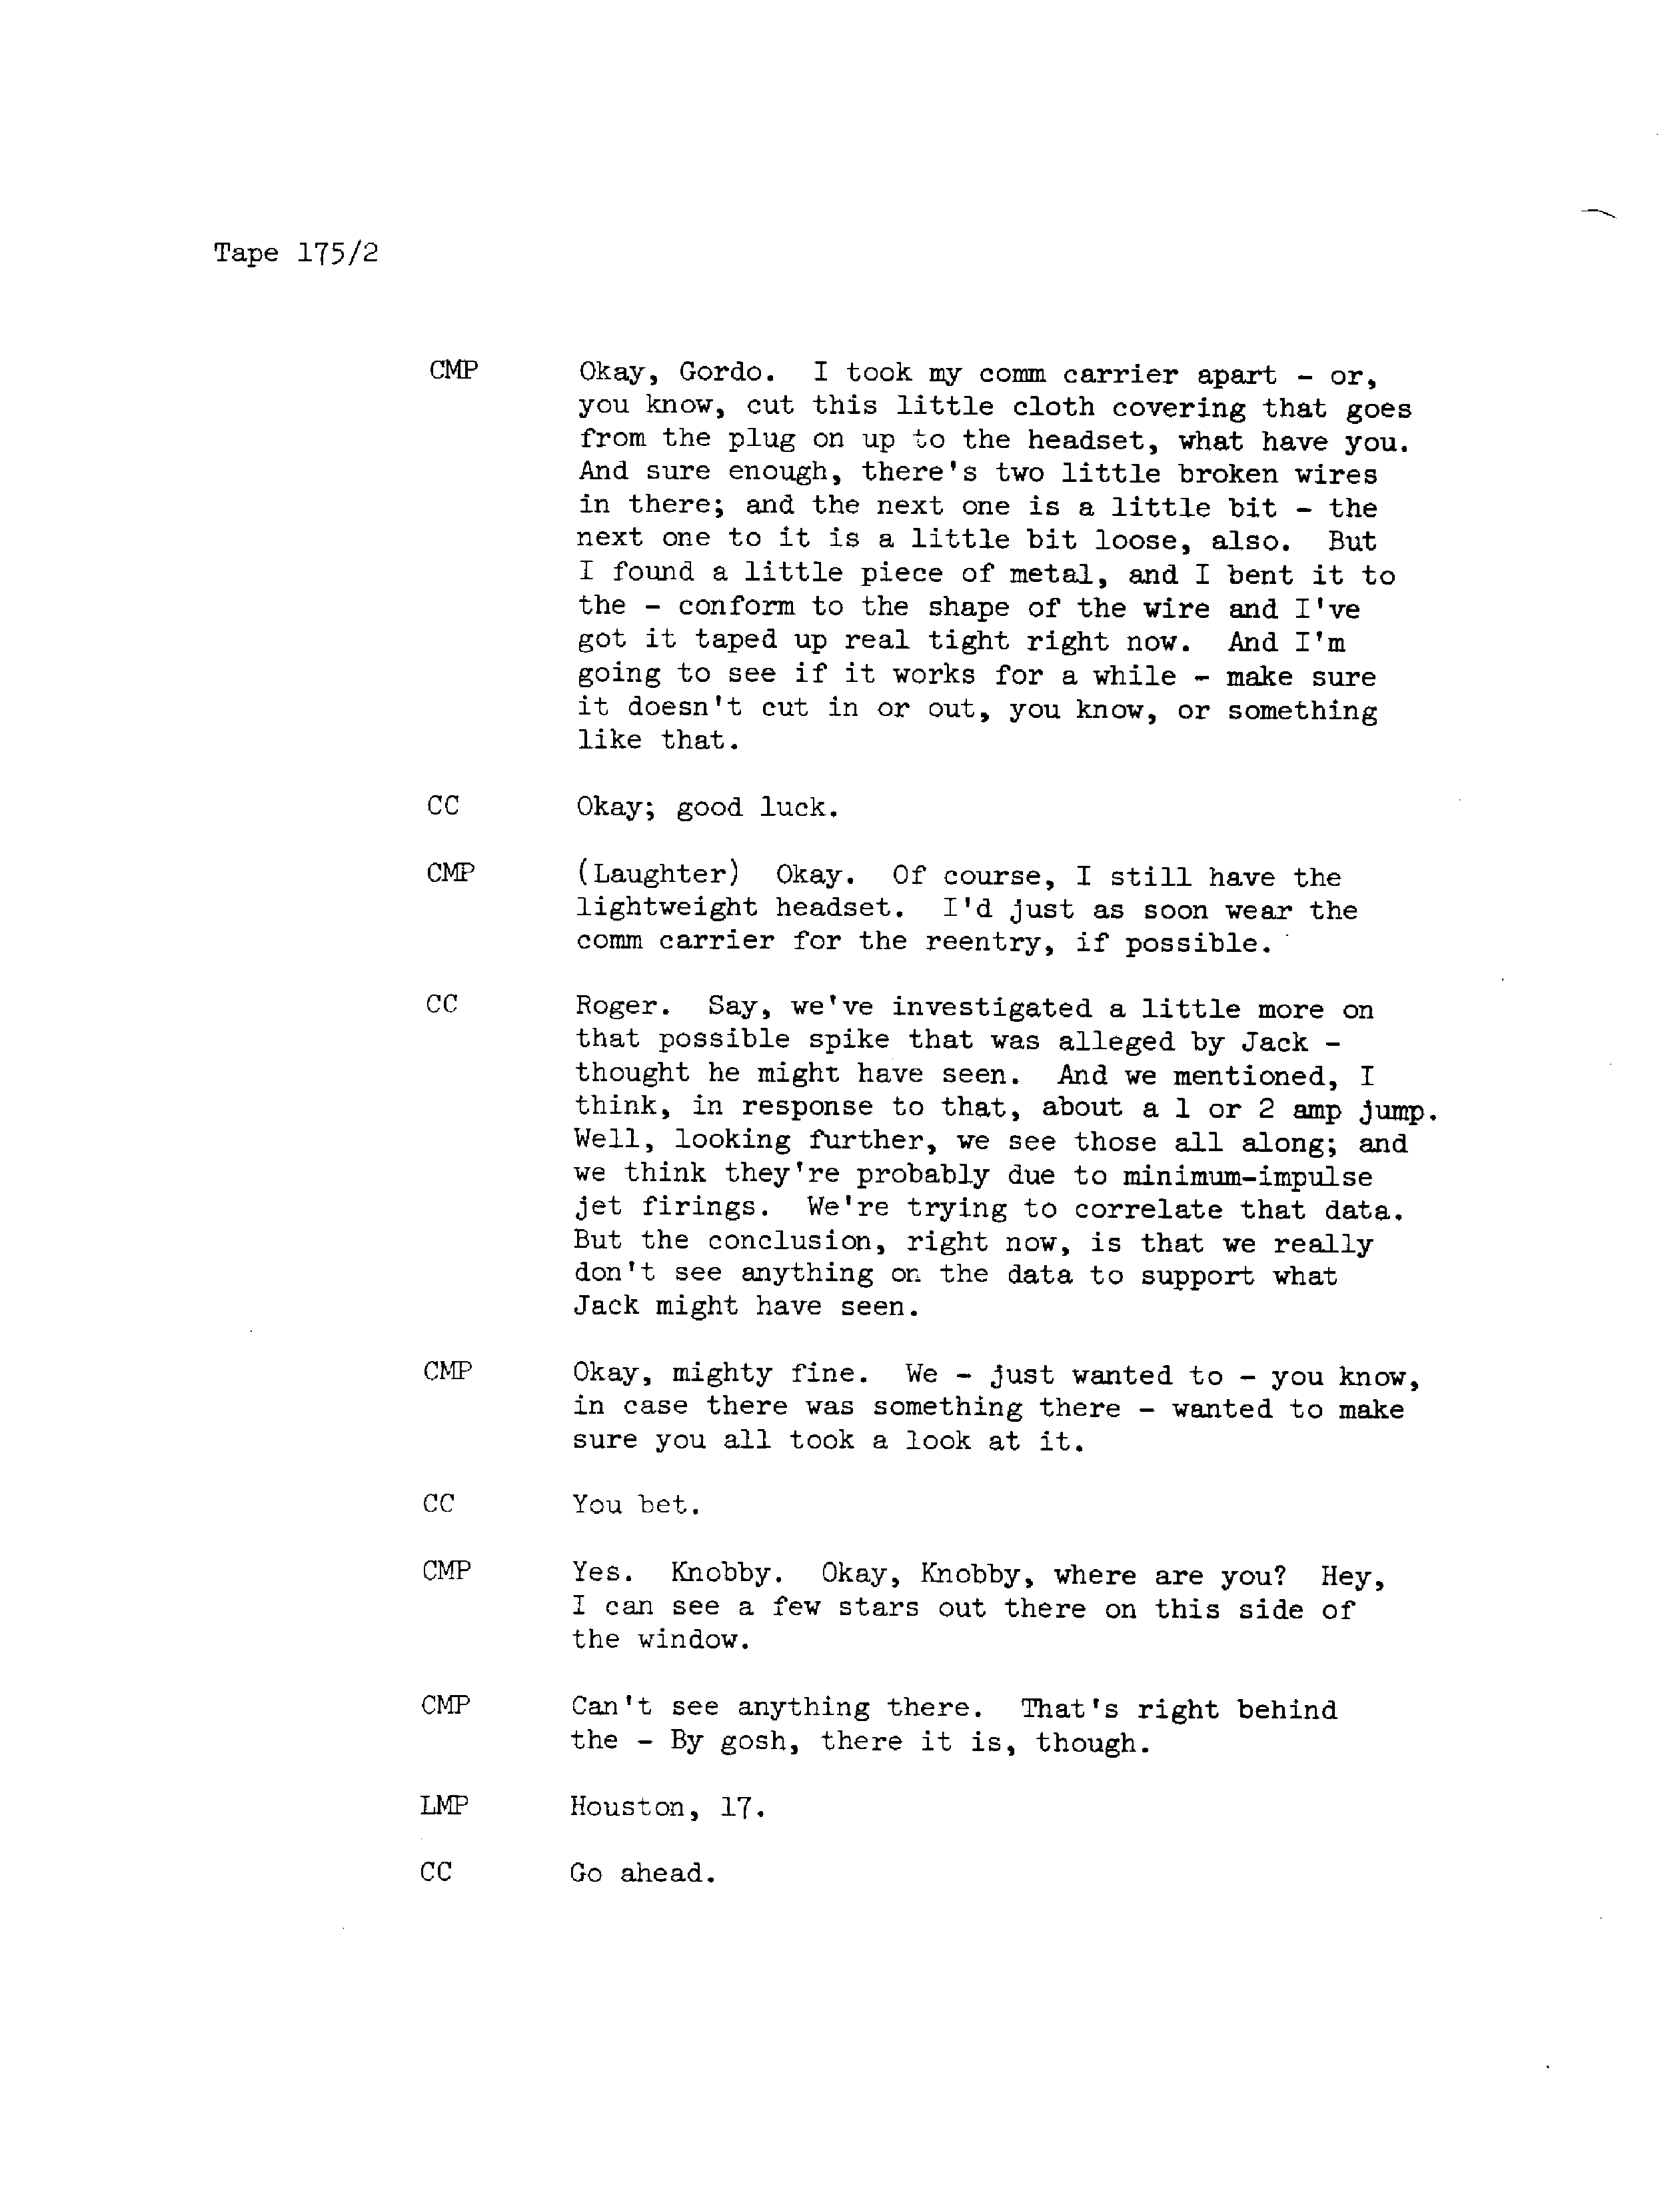 Tape 175/2
CMP Okay, Gordo. I took my comm carrier apart - or,
you know, cut this little cloth covering that goes
from the plug on up to the headset, what have you.
And sure enough, there's two little broken wires
in there; and the next one is a little bit - the
next one to it is a little bit loose, also. But
I found a little piece of metal, and I bent it to
the - conform to the shape of the wire and I've
got it taped up real tight right now. And I'm
going to see if it works for a while - make sure
it doesn't cut in or out, you know, or something
like that.
CC Okay; good luck.
CMP (Laughter) Okay. Of course, I still have the
lightweight headset. I'd just as soon wear the
comm carrier for the reentry, if possible.
CC Roger. Say, we've investigated a little more on
that possible spike that was alleged by Jack -
thought he might have seen. And we mentioned, I
think, in response to that, about a 1 or 2 amp jump.
Well, looking further, we see those all along; and
we think they're probably due to minimum-impulse
jet firings. We're trying to correlate that data.
But the conclusion, right now, is that we really
don't see anything on the data to support what
Jack might have seen.
CMP Okay, mighty fine. We - just wanted to - you know,
in case there was something there - wanted to make
sure you all took a look at it.
CC You bet.
CMP Yes. Knobby. Okay, Knobby, where are you? Hey,
I can see a few stars out there on this side of
the window.
CMP Can't see anything there. That's right behind
the - By gosh, there it is, though.
LMP Houston, 17.
CC Go ahead.